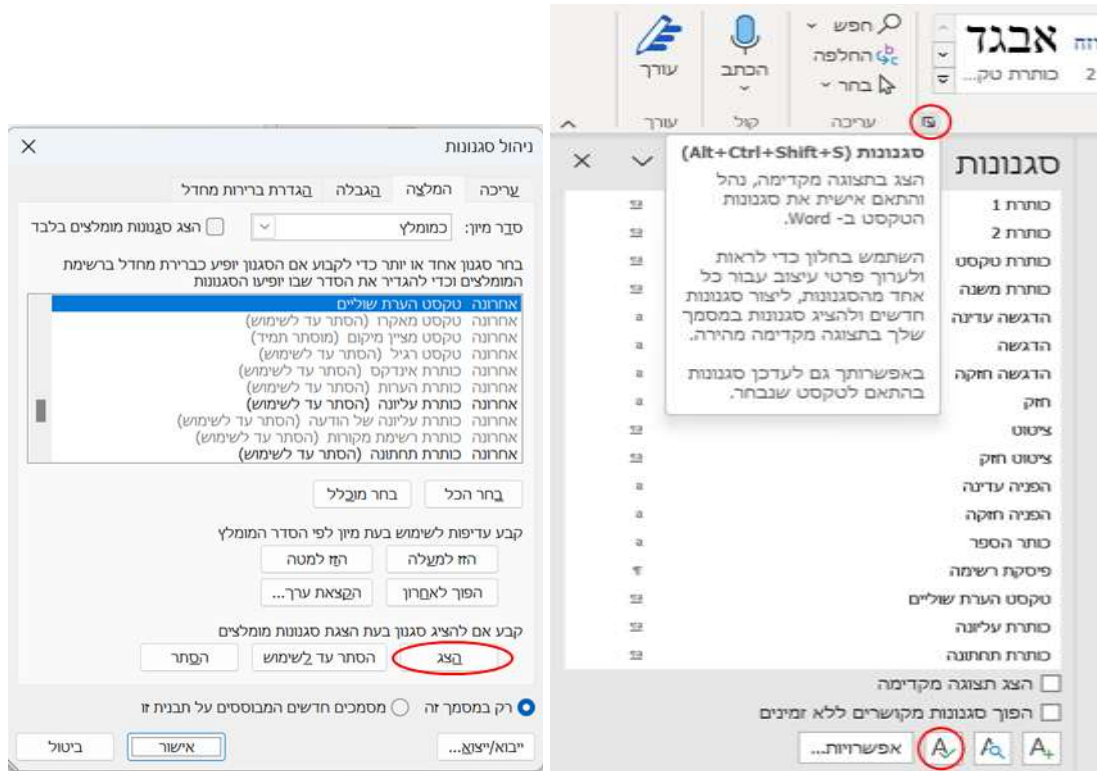 חפש
החלפה
בחר
הכתב
עורך
אבגד
כותרת טק...
2
עריכה
קול
עורך
סגנונות (Alt+Ctrl+Shift+S)
הצג בתצוגה מקדימה, נהל
והתאם אישית את סגנונות
הטקסט ב- Word.
השתמש בחלון כדי לראות
ולערוך פרטי עיצוב עבור כל
אחד מהסגנונות, ליצור סגנונות
חדשים ולהציג סגנונות במסמך
שלך בתצוגה מקדימה מהירה.
באפשרותך גם לעדכן סגנונות
בהתאם לטקסט שנבחר.
סגנונות
כותרת 1
כותרת 2
כותרת טקסט
כותרת משנה
הדגשה עדינה
הדגשה
הדגשה חזקה
חזק
ציטוט
ציטוט חזק
הפניה עדינה
הפניה חזקה
כותר הספר
פיסקת רשימה
טקסט הערת שוליים
כותרת עליונה
כותרת תחתונה
הצג תצוגה מקדימה
הפוך סגנונות מקושרים ללא זמינים
אפשרויות...
ניהול סגנונות
עריכה המלצה הגבלה הגדרת ברירות מחדל
סדר מיון: כמומלץ הצג סגנונות מומלצים בלבד
בחר סגנון אחד או יותר כדי לקבוע אם הסגנון יופיע כברירת מחדל ברשימת
המומלצים וכדי להגדיר את הסדר שבו יופיעו הסגנונות
אחרונה טקסט הערת שוליים
אחרונה טקסט מאקרו (הסתר עד לשימוש)
אחרונה טקסט מציין מיקום (מוסתר תמיד)
אחרונה טקסט רגיל (הסתר עד לשימוש)
אחרונה כותרת אינדקס (הסתר עד לשימוש)
אחרונה כותרת הערות (הסתר עד לשימוש)
אחרונה כותרת עליונה (הסתר עד לשימוש)
אחרונה כותרת עליונה של הודעה (הסתר עד לשימוש)
אחרונה כותרת רשימת מקורות (הסתר עד לשימוש)
אחרונה כותרת תחתונה (הסתר עד לשימוש)
בחר הכל בחר מוכלל
קבע עדיפות לשימוש בעת מיון לפי הסדר המומלץ
הזז למעלה הזז למטה
הפוך לאחרון הקצאת ערך...
קבע אם להציג סגנון בעת הצגת סגנונות מומלצים
הצג הסתר עד לשימוש הסתר
רק במסמך זה מסמכים חדשים המבוססים על תבנית זו
ייבוא/ייצוא... אישור ביטול